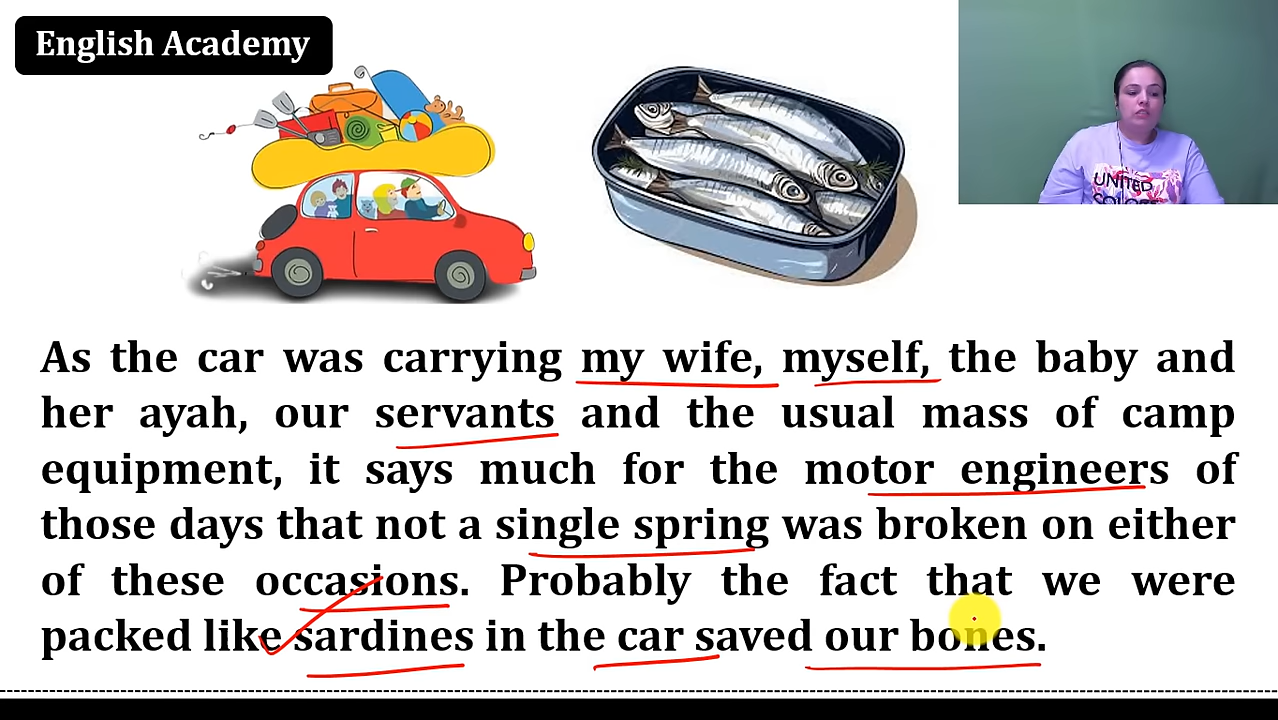 English Academy
UNITED
As the car was carrying my wife, myself, the baby and
her ayah, our servants and the usual mass of camp
equipment, it says much for the motor engineers of
those days that not a single spring was broken on either
of these occasions. Probably the fact that we were
packed like sardines in the car saved our bones.